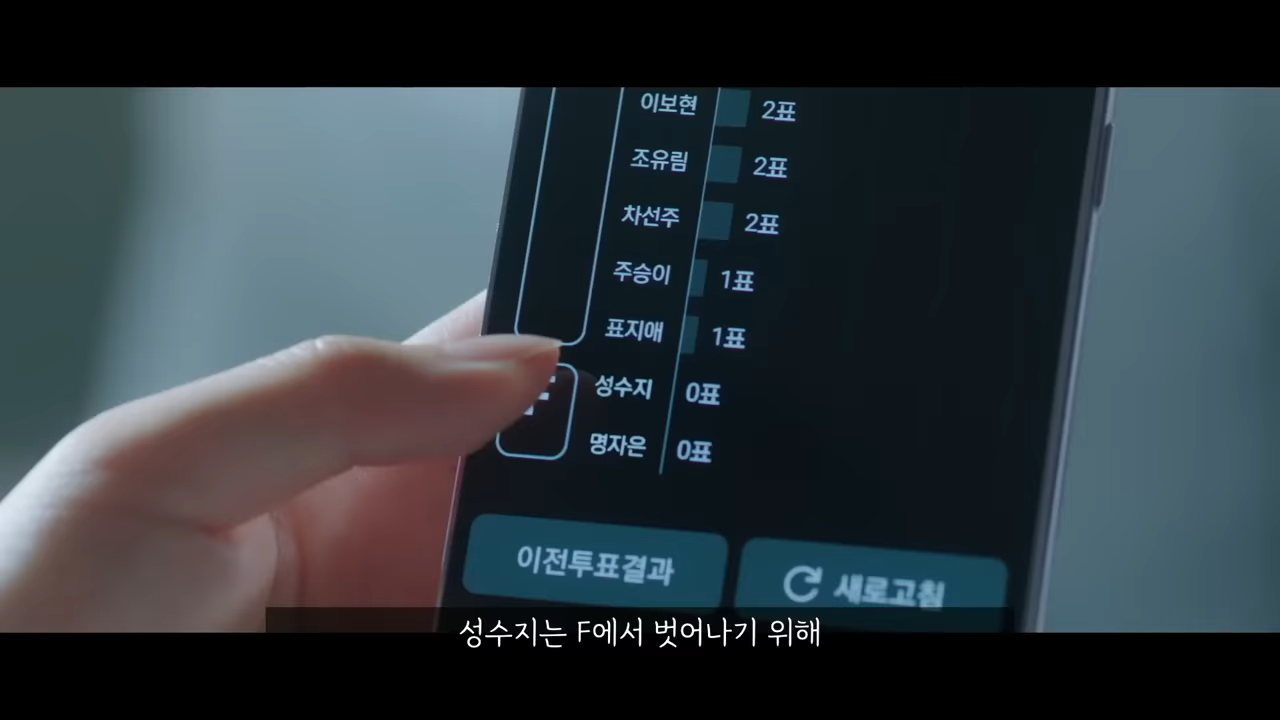 이보현 2표
조유림 2표
차선주 2표
주승이 1표
표지애 1표
F 성수지 0표
명자은 0표
이전투표결과 새로고침
성수지는 F에서 벗어나기 위해